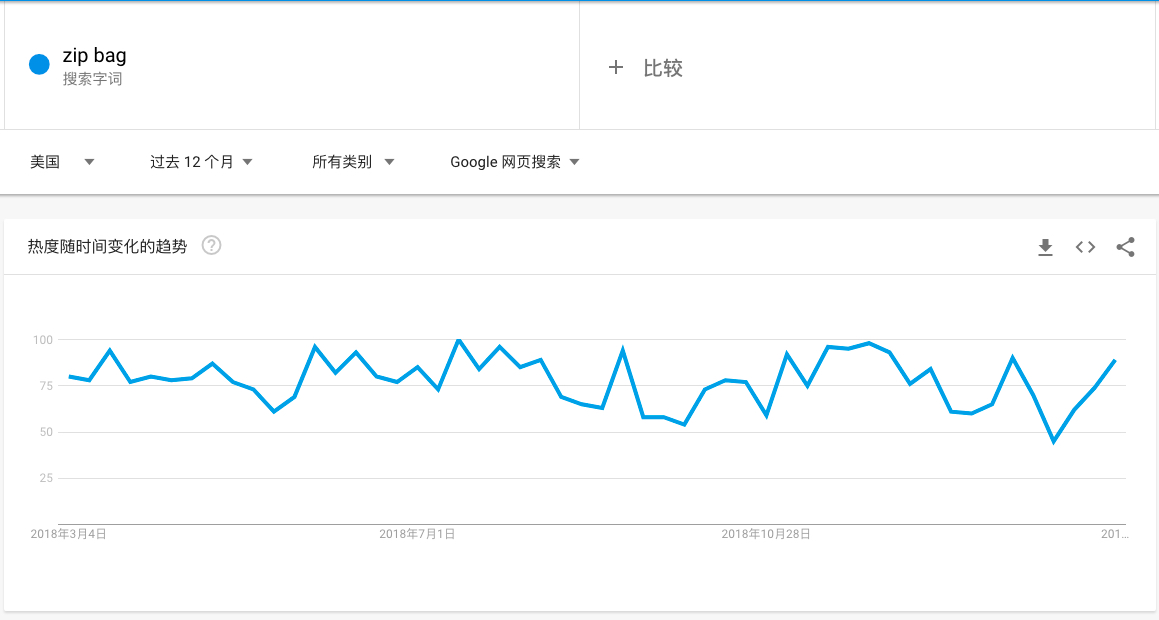 zip bag
搜索字词
+ 比较
美国 过去 12 个月 所有类别 Google 网页搜索
热度随时间变化的趋势 ?
100
75
50
25
2018年3月4日 2018年7月1日 2018年10月28日 201...